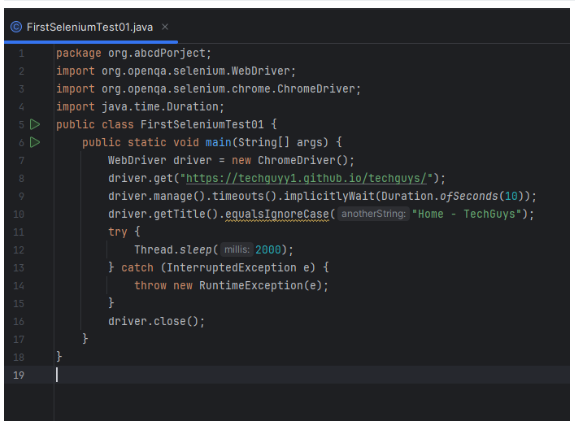 FirstSeleniumTest01.java ×
1 package org.abcdPorject;
2 import org.openqa.selenium.WebDriver;
3 import org.openqa.selenium.chrome.ChromeDriver;
4 import java.time.Duration;
5 public class FirstSeleniumTest01 {
6 public static void main(String[] args) {
7 WebDriver driver = new ChromeDriver();
8 driver.get("https://techguyy1.github.io/techguys/");
9 driver.manage().timeouts().implicitlyWait(Duration.ofSeconds(10));
10 driver.getTitle().equalsIgnoreCase( anotherString: "Home - TechGuys");
11 try {
12 Thread.sleep( millis: 2000);
13 } catch (InterruptedException e) {
14 throw new RuntimeException(e);
15 }
16 driver.close();
17 }
18 }
19